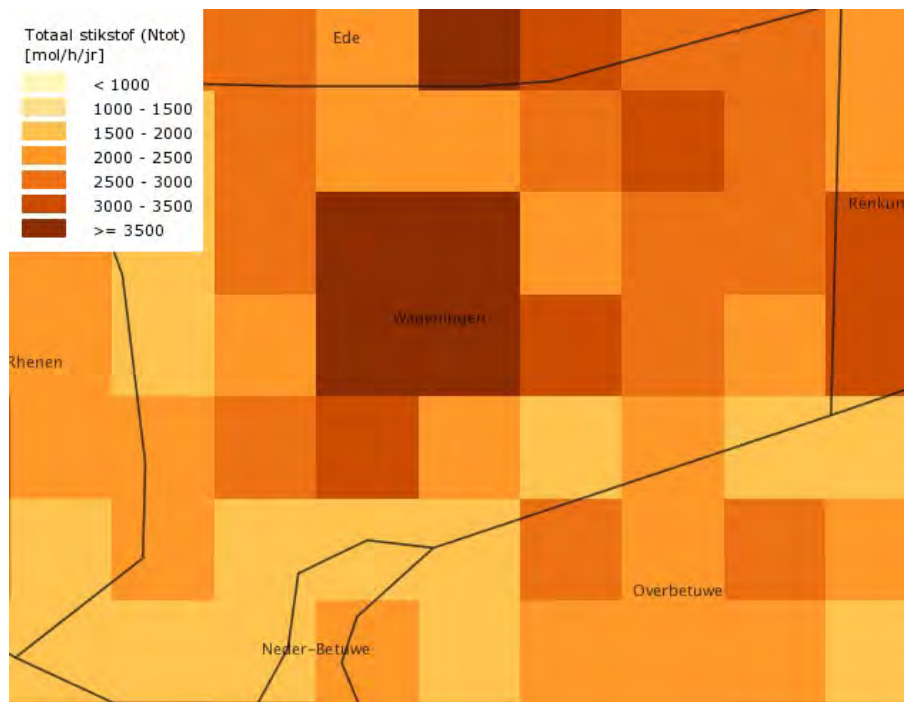 Totaal stikstof (Ntot)
[mol/h/jr]
< 1000
1000 - 1500
1500 - 2000
2000 - 2500
2500 - 3000
3000 - 3500
>= 3500
Ede
Renkun
Wageningen
Rhenen
Overbetuwe
Neder-Betuwe